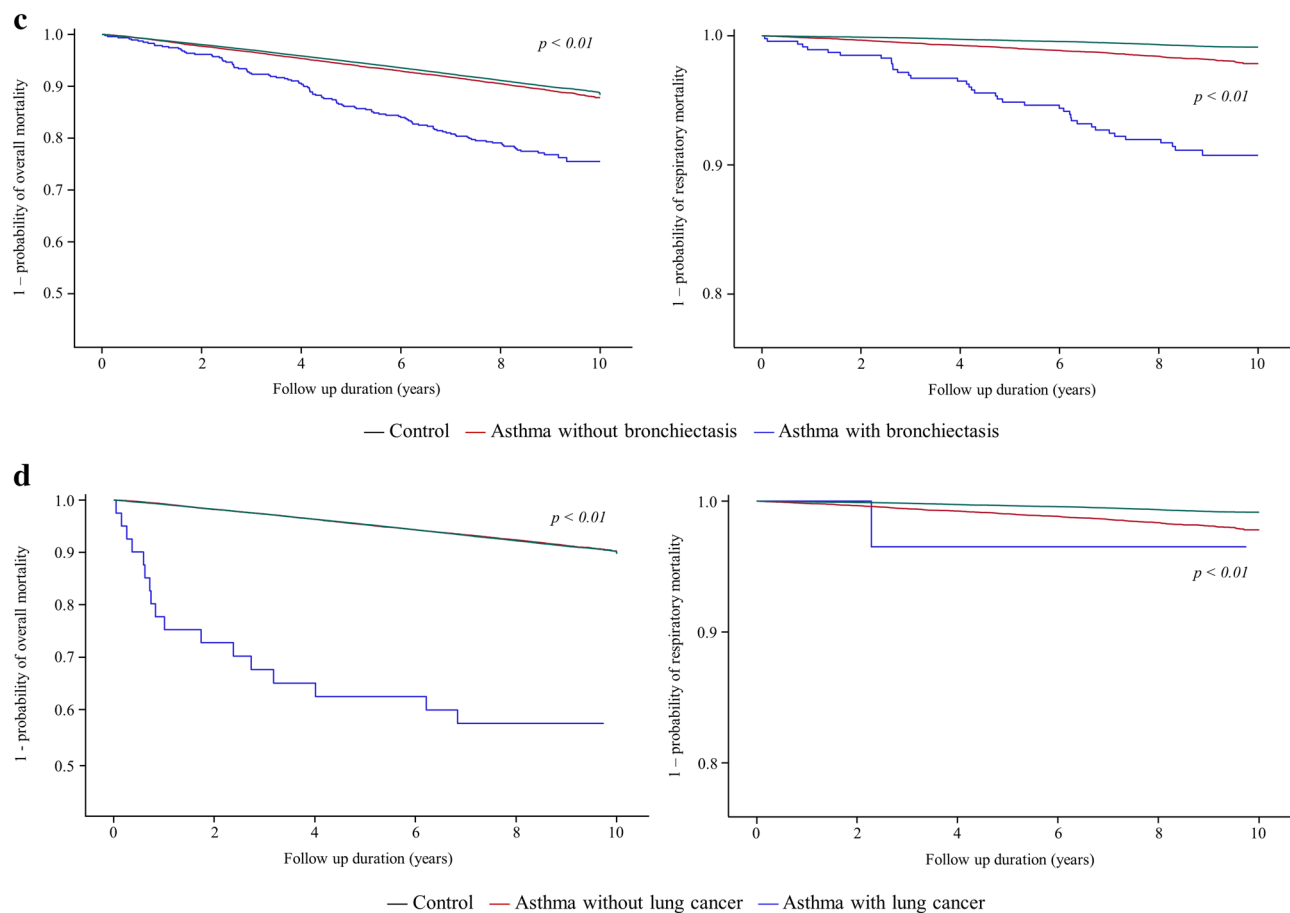 c
1 – probability of overall mortality
1.0
0.9
0.8
0.7
0.6
0.5
p < 0.01
0 2 4 6 8 10
Follow up duration (years)
1 – probability of respiratory mortality
1.0
0.9
0.8
p < 0.01
0 2 4 6 8 10
Follow up duration (years)
Control Asthma without bronchiectasis Asthma with bronchiectasis
d
1 - probability of overall mortality
1.0
0.9
0.8
0.7
0.6
0.5
p < 0.01
0 2 4 6 8 10
Follow up duration (years)
1 – probability of respiratory mortality
1.0
0.9
0.8
p < 0.01
0 2 4 6 8 10
Follow up duration (years)
Control Asthma without lung cancer Asthma with lung cancer